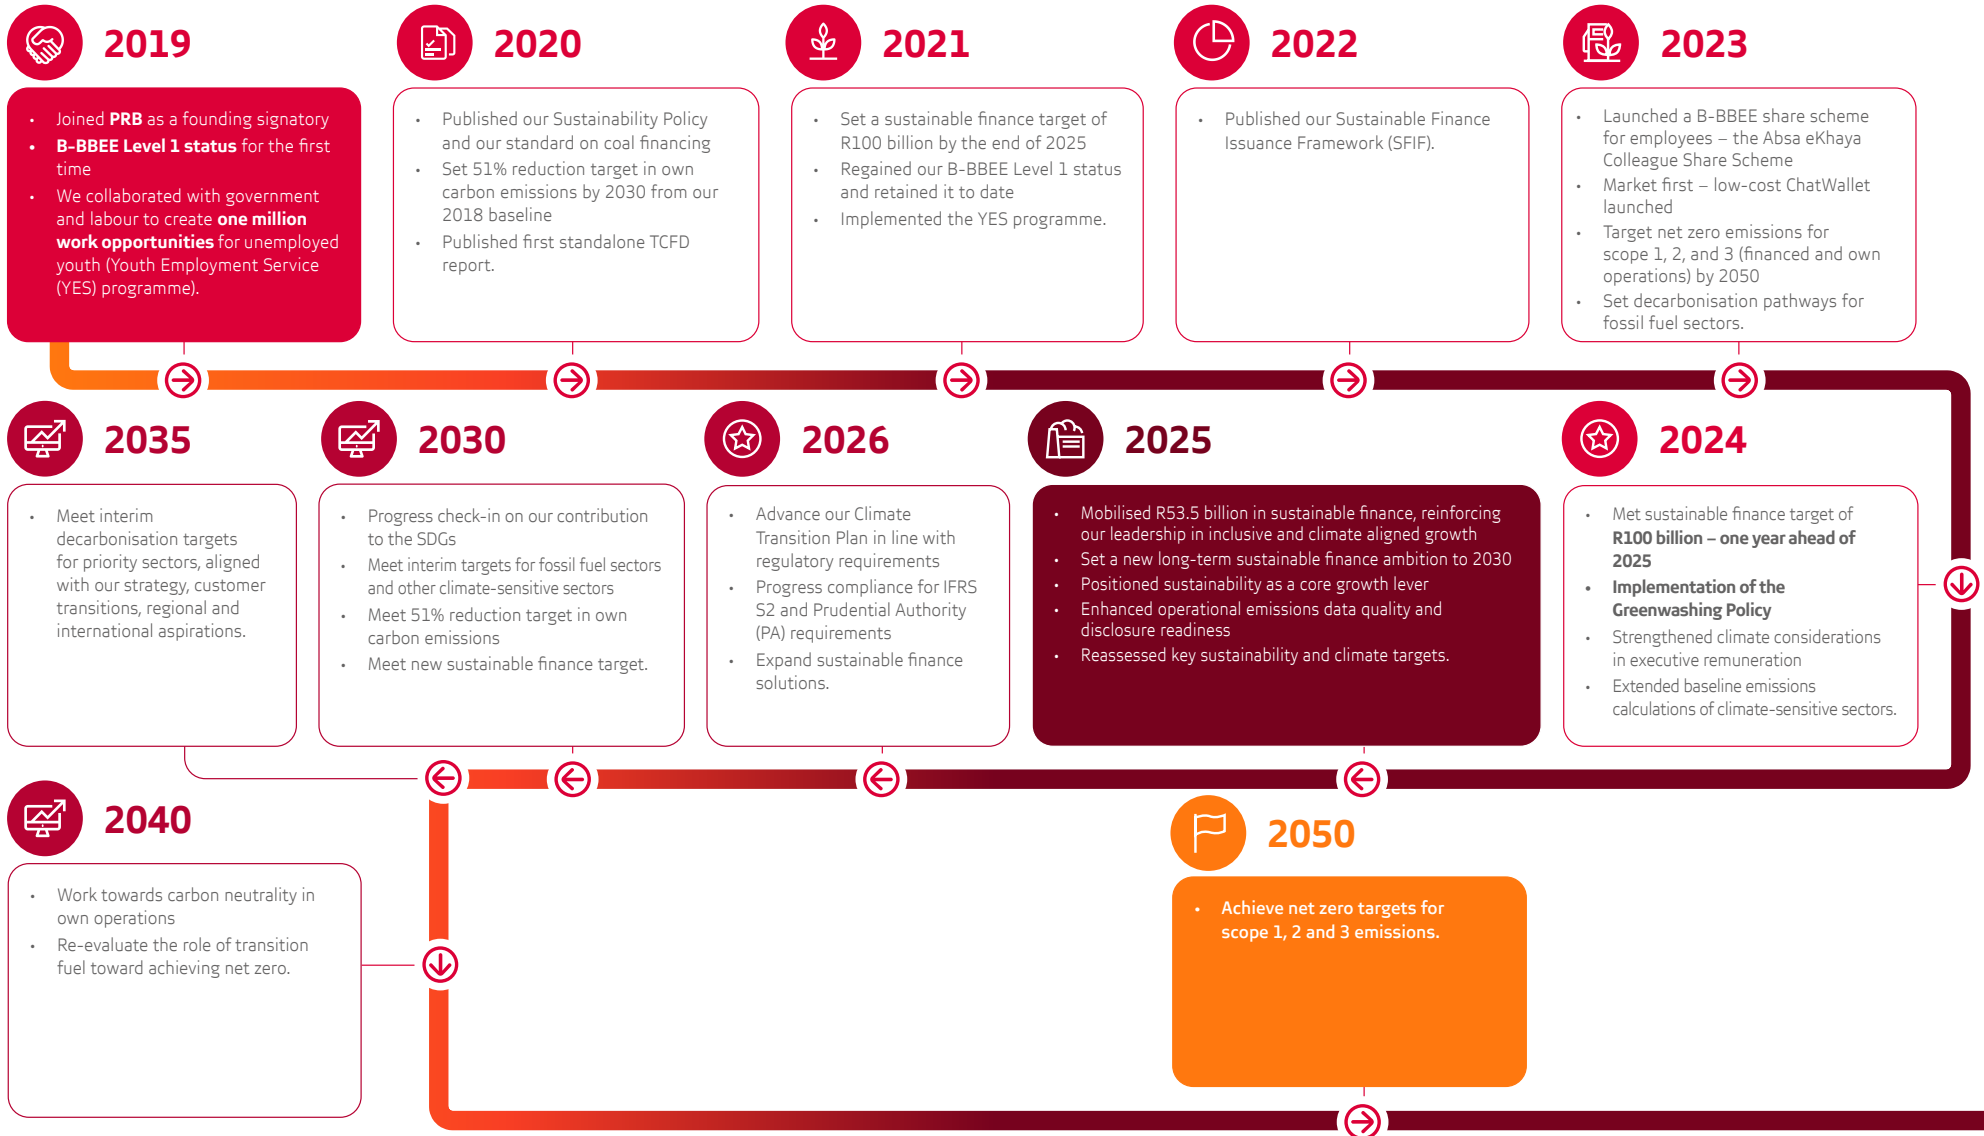 2019
• Joined PRB as a founding signatory
• B-BBEE Level 1 status for the first
time
• We collaborated with government
and labour to create one million
work opportunities for unemployed
youth (Youth Employment Service
(YES) programme).
2020
• Published our Sustainability Policy
and our standard on coal financing
• Set 51% reduction target in own
carbon emissions by 2030 from our
2018 baseline
• Published first standalone TCFD
report.
2021
• Set a sustainable finance target of
R100 billion by the end of 2025
• Regained our B-BBEE Level 1 status
and retained it to date
• Implemented the YES programme.
2022
• Published our Sustainable Finance
Issuance Framework (SFIF).
2023
• Launched a B-BBEE share scheme
for employees – the Absa eKhaya
Colleague Share Scheme
• Market first – low-cost ChatWallet
launched
• Target net zero emissions for
scope 1, 2, and 3 (financed and own
operations) by 2050
• Set decarbonisation pathways for
fossil fuel sectors.
2035
• Meet interim
decarbonisation targets
for priority sectors, aligned
with our strategy, customer
transitions, regional and
international aspirations.
2030
• Progress check-in on our contribution
to the SDGs
• Meet interim targets for fossil fuel sectors
and other climate-sensitive sectors
• Meet 51% reduction target in own
carbon emissions
• Meet new sustainable finance target.
2026
• Advance our Climate
Transition Plan in line with
regulatory requirements
• Progress compliance for IFRS
S2 and Prudential Authority
(PA) requirements
• Expand sustainable finance
solutions.
2025
• Mobilised R53.5 billion in sustainable finance, reinforcing
our leadership in inclusive and climate aligned growth
• Set a new long-term sustainable finance ambition to 2030
• Positioned sustainability as a core growth lever
• Enhanced operational emissions data quality and
disclosure readiness
• Reassessed key sustainability and climate targets.
2024
• Met sustainable finance target of
R100 billion – one year ahead of
2025
• Implementation of the
Greenwashing Policy
• Strengthened climate considerations
in executive remuneration
• Extended baseline emissions
calculations of climate-sensitive sectors.
2040
• Work towards carbon neutrality in
own operations
• Re-evaluate the role of transition
fuel toward achieving net zero.
2050
• Achieve net zero targets for
scope 1, 2 and 3 emissions.